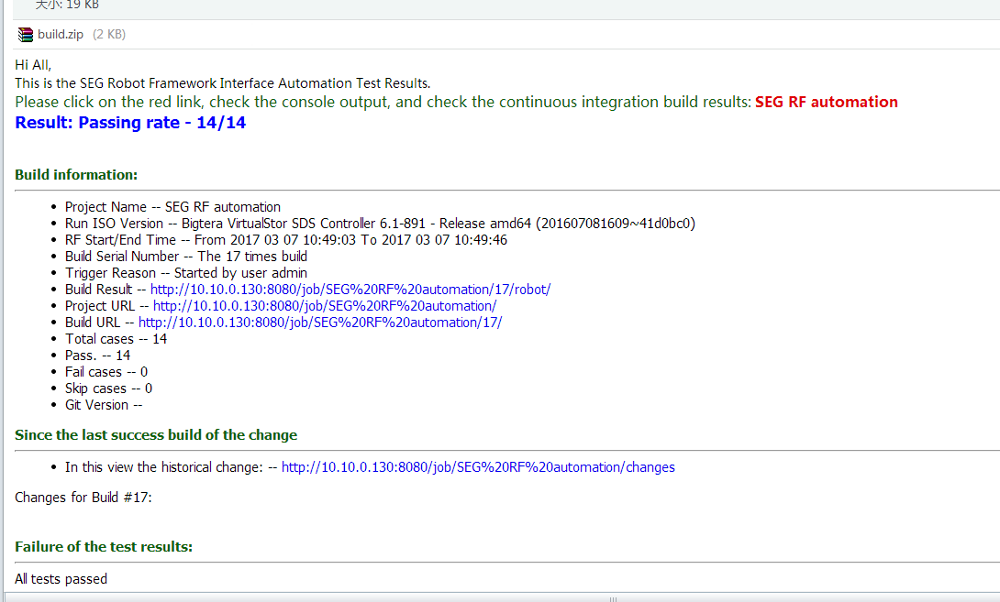 大小: 19 KB
build.zip (2 KB)
Hi All,
This is the SEG Robot Framework Interface Automation Test Results.
Please click on the red link, check the console output, and check the continuous integration build results: SEG RF automation
Result: Passing rate - 14/14
Build information:
• Project Name -- SEG RF automation
• Run ISO Version -- Bigtera VirtualStor SDS Controller 6.1-891 - Release amd64 (201607081609~41d0bc0)
• RF Start/End Time -- From 2017 03 07 10:49:03 To 2017 03 07 10:49:46
• Build Serial Number -- The 17 times build
• Trigger Reason -- Started by user admin
• Build Result -- http://10.10.0.130:8080/job/SEG%20RF%20automation/17/robot/
• Project URL -- http://10.10.0.130:8080/job/SEG%20RF%20automation/
• Build URL -- http://10.10.0.130:8080/job/SEG%20RF%20automation/17/
• Total cases -- 14
• Pass. -- 14
• Fail cases -- 0
• Skip cases -- 0
• Git Version --
Since the last success build of the change
• In this view the historical change: -- http://10.10.0.130:8080/job/SEG%20RF%20automation/changes
Changes for Build #17:
Failure of the test results:
All tests passed